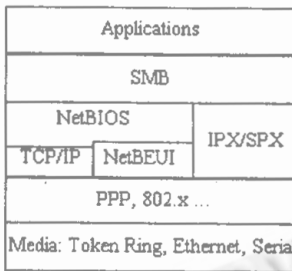 Applications
SMB
NetBIOS
IPX/SPX
TCP/IP NetBEUI
PPP, 802.x ...
Media: Token Ring, Ethernet, Seria